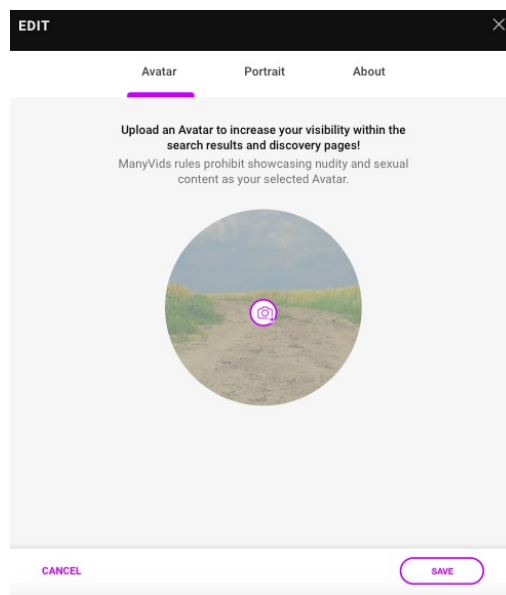 EDIT
Avatar Portrait About
Upload an Avatar to increase your visibility within the
search results and discovery pages!
ManyVids rules prohibit showcasing nudity and sexual
content as your selected Avatar.
CANCEL SAVE